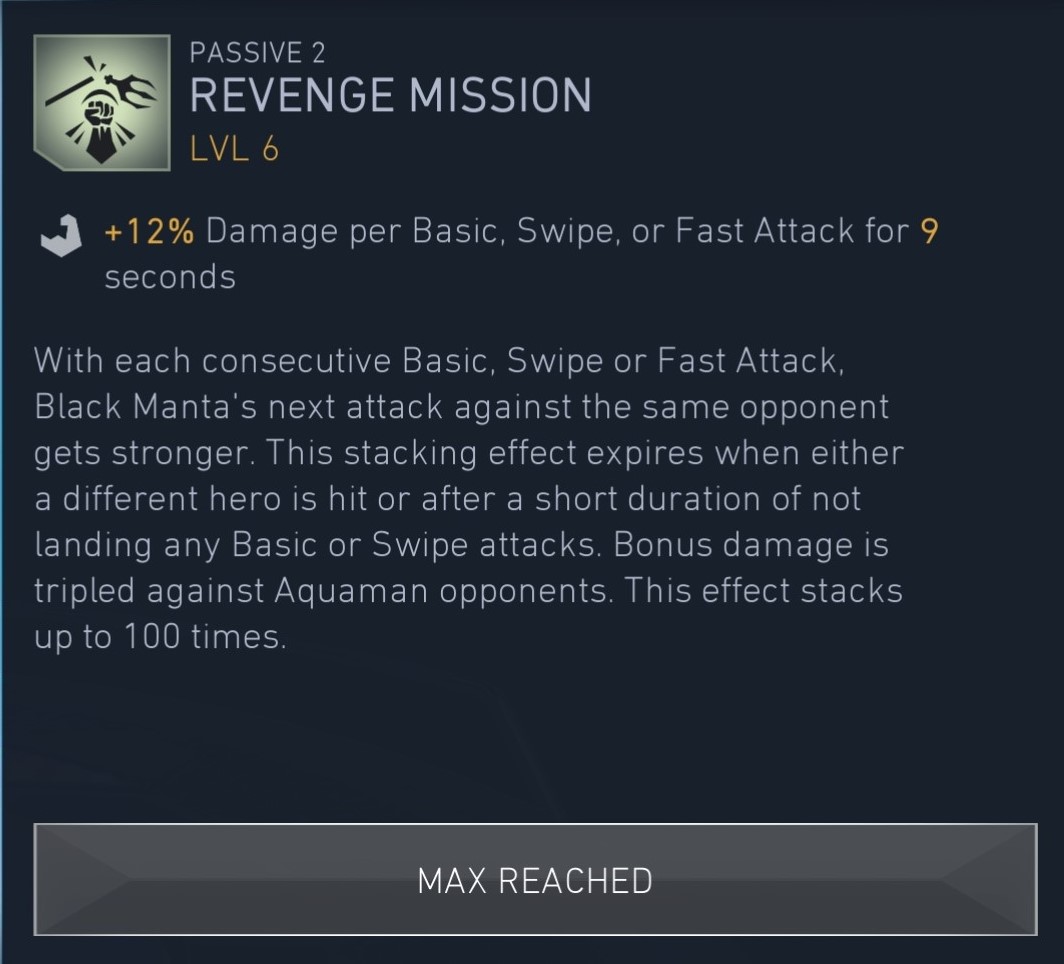 PASSIVE 2
REVENGE MISSION
LVL 6
+12% Damage per Basic, Swipe, or Fast Attack for 9
seconds
With each consecutive Basic, Swipe or Fast Attack,
Black Manta's next attack against the same opponent
gets stronger. This stacking effect expires when either
a different hero is hit or after a short duration of not
landing any Basic or Swipe attacks. Bonus damage is
tripled against Aquaman opponents. This effect stacks
up to 100 times.
MAX REACHED